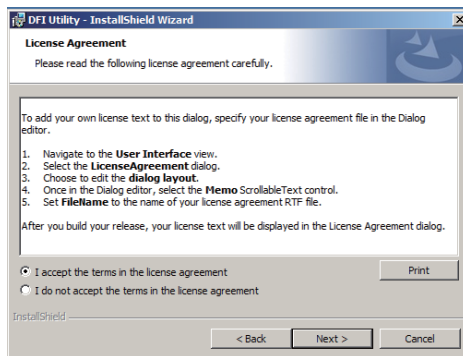 DFI Utility - InstallShield Wizard
License Agreement
Please read the following license agreement carefully.
To add your own license text to this dialog, specify your license agreement file in the Dialog
editor.
1. Navigate to the User Interface view.
2. Select the LicenseAgreement dialog.
3. Choose to edit the dialog layout.
4. Once in the Dialog editor, select the Memo ScrollableText control.
5. Set FileName to the name of your license agreement RTF file.
After you build your release, your license text will be displayed in the License Agreement dialog.
I accept the terms in the license agreement
Print
I do not accept the terms in the license agreement
InstallShield
< Back Next > Cancel